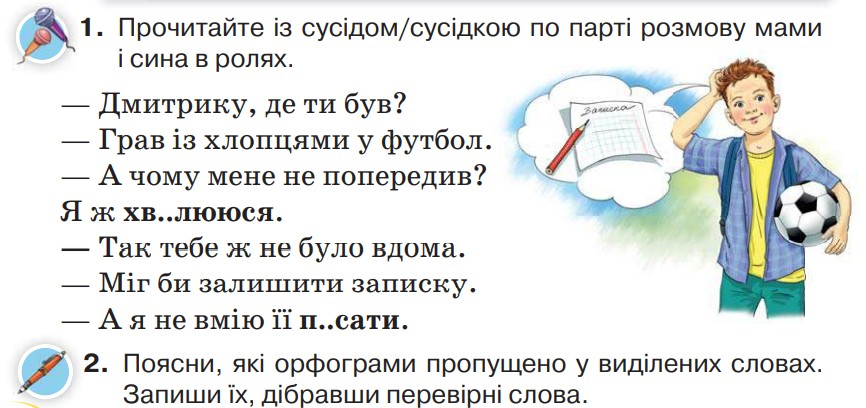 1. Прочитайте із сусідом/сусідкою по парті розмову мами
і сина в ролях.
— Дмитрику, де ти був?
— Грав із хлопцями у футбол.
— А чому мене не попередив?
Я ж хв..лююся.
— Так тебе ж не було вдома.
— Міг би залишити записку.
— А я не вмію її п..сати.
Записка
2. Поясни, які орфограми пропущено у виділених словах.
Запиши їх, дібравши перевірні слова.